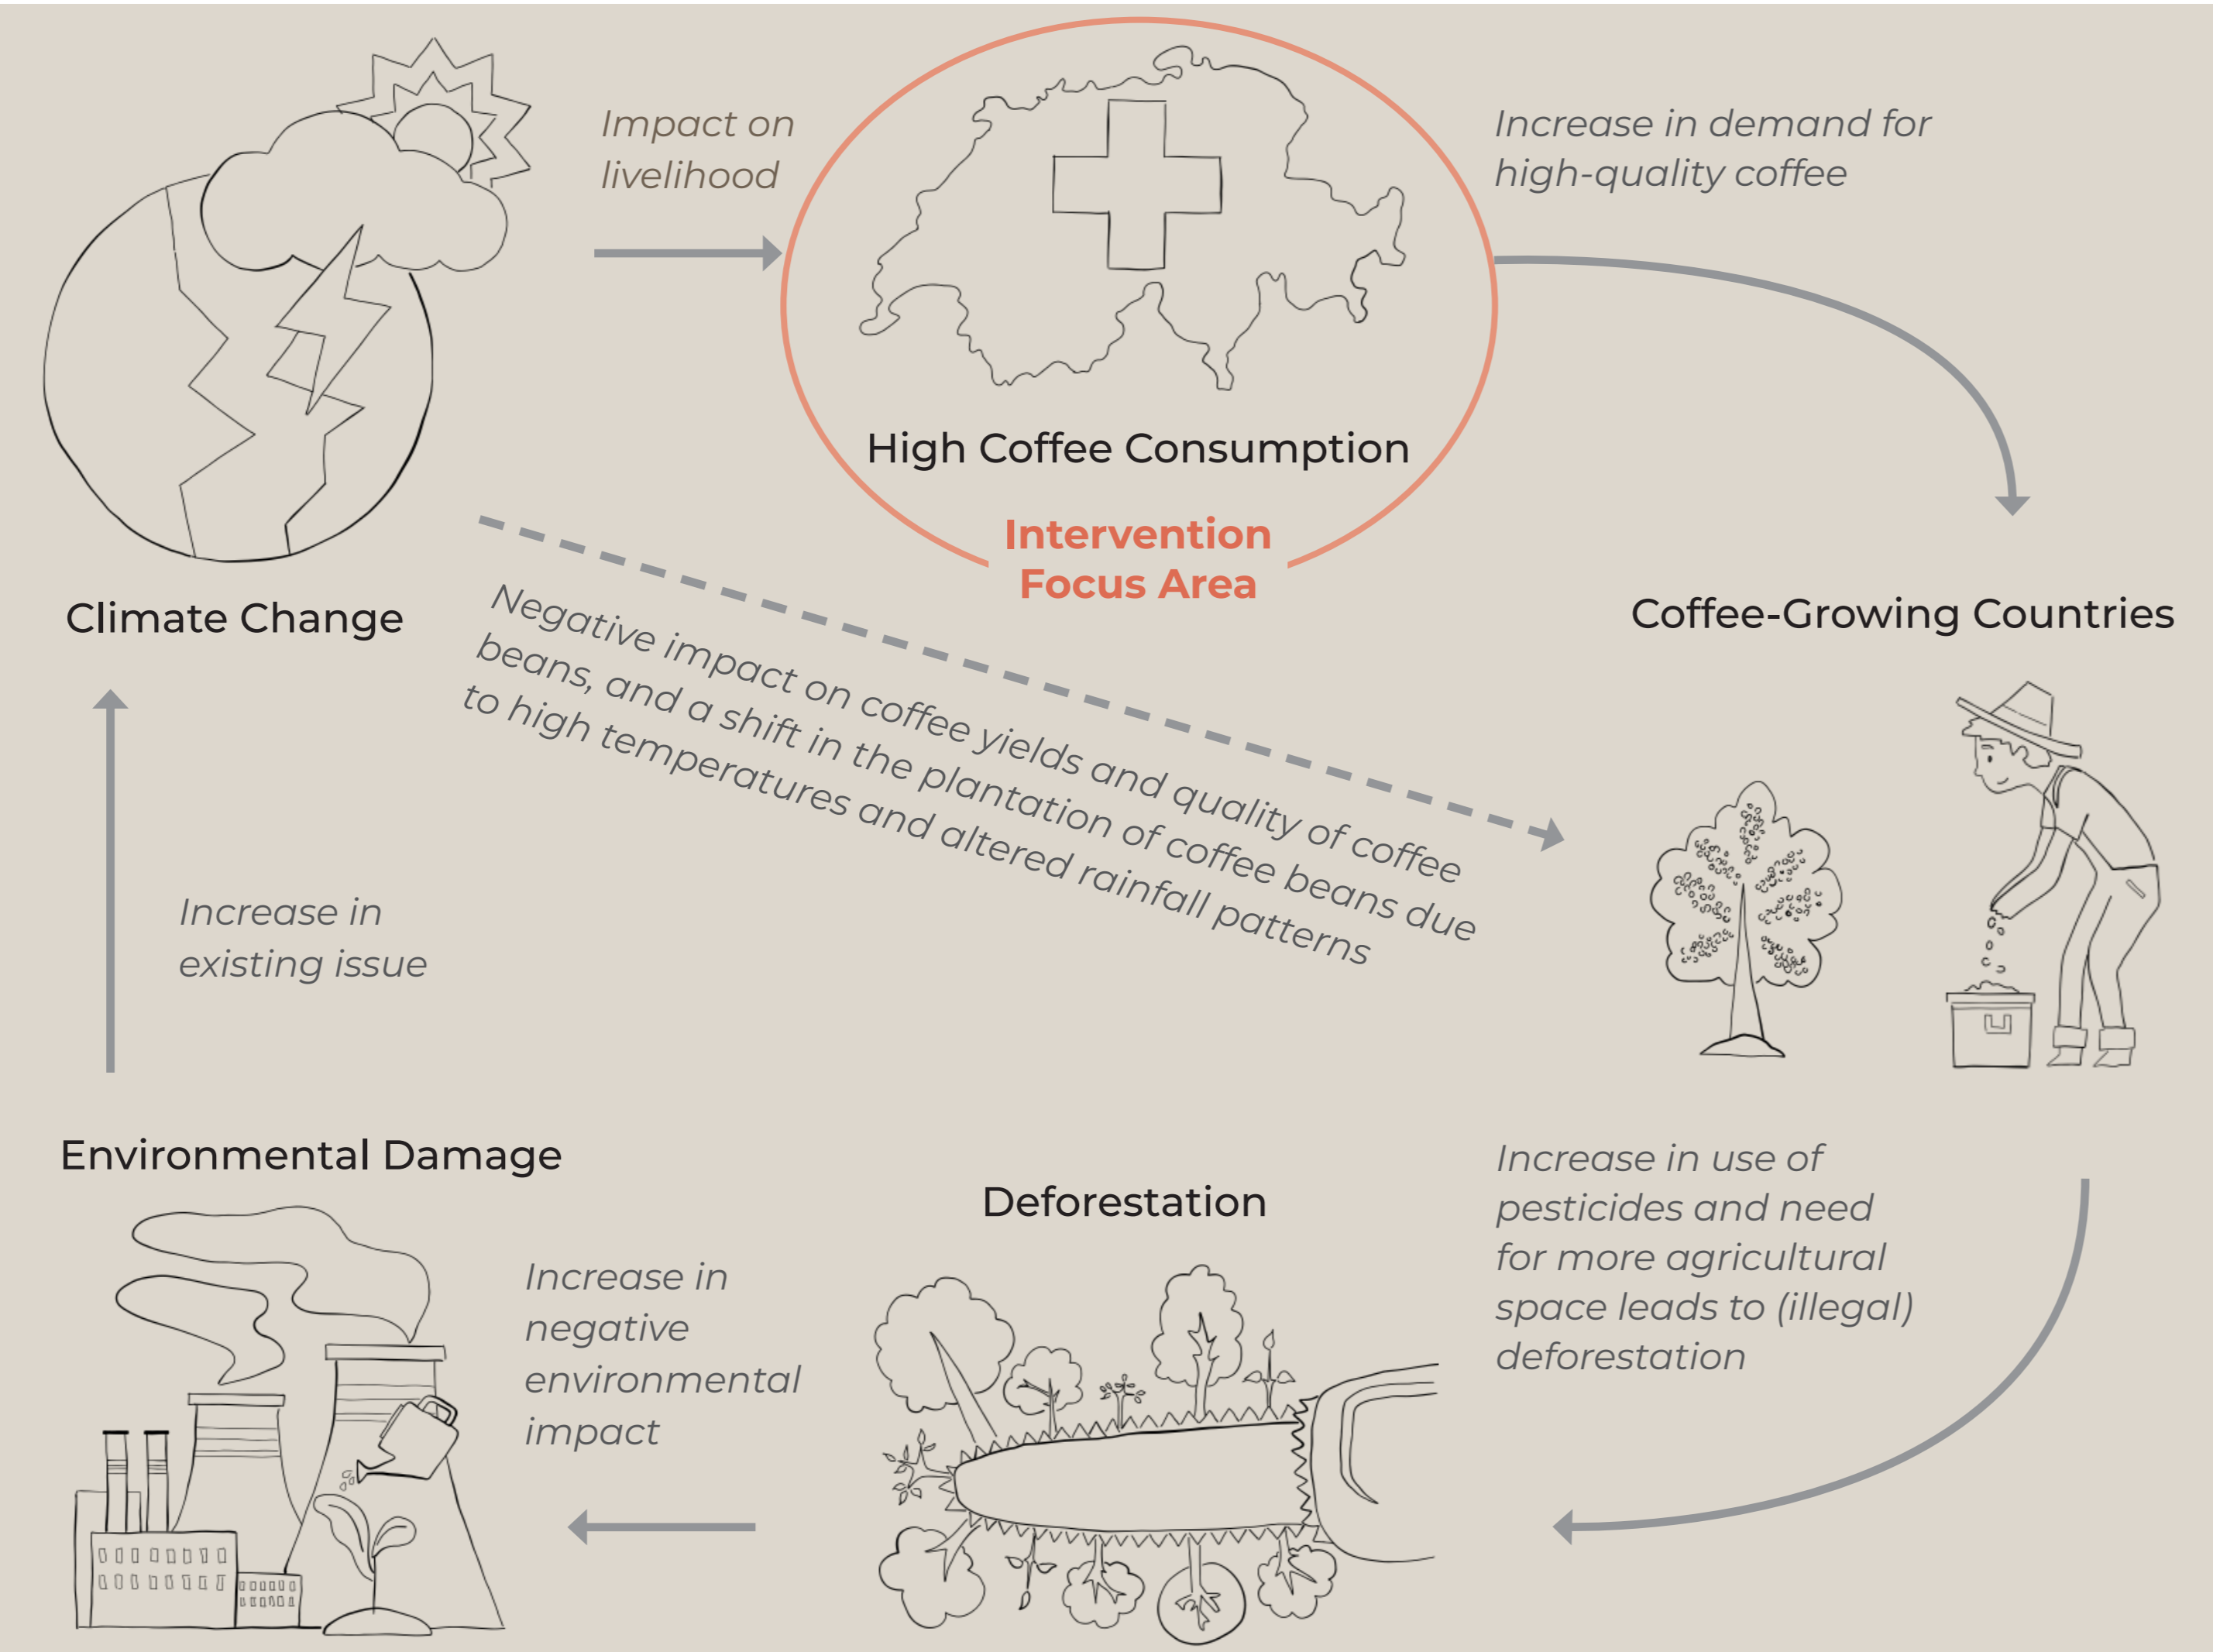 Impact on
livelihood
Increase in demand for
high-quality coffee
High Coffee Consumption
Intervention
Focus Area
Climate Change
Coffee-Growing Countries
Negative impact on coffee yields and quality of coffee
beans, and a shift in the plantation of coffee beans due
to high temperatures and altered rainfall patterns
Increase in
existing issue
Environmental Damage
Deforestation
Increase in use of
pesticides and need
for more agricultural
space leads to (illegal)
deforestation
Increase in
negative
environmental
impact